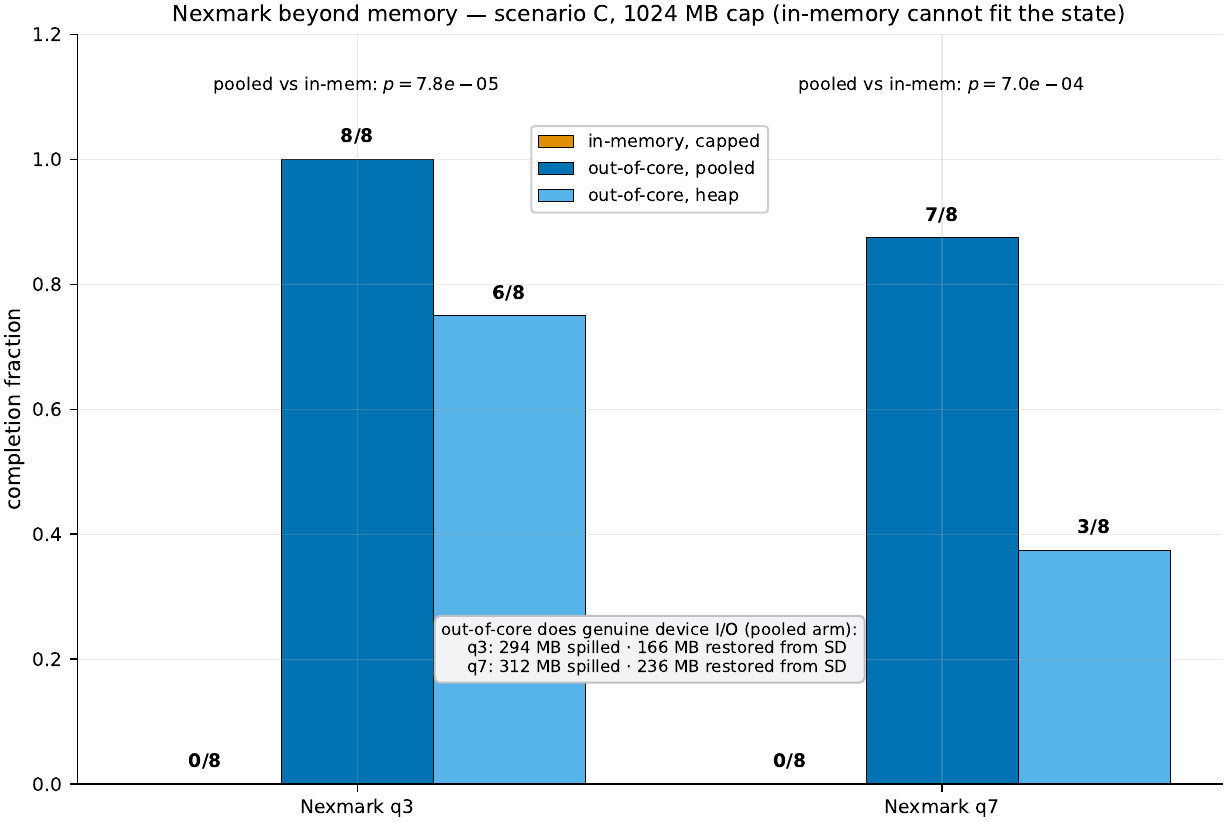 Nexmark beyond memory — scenario C, 1024 MB cap (in-memory cannot fit the state)
completion fraction
1.2
1.0
0.8
0.6
0.4
0.2
0.0
pooled vs in-mem: p = 7.8e − 05
pooled vs in-mem: p = 7.0e − 04
in-memory, capped
out-of-core, pooled
out-of-core, heap
0/8
8/8
6/8
0/8
7/8
3/8
out-of-core does genuine device I/O (pooled arm):
q3: 294 MB spilled · 166 MB restored from SD
q7: 312 MB spilled · 236 MB restored from SD
Nexmark q3
Nexmark q7